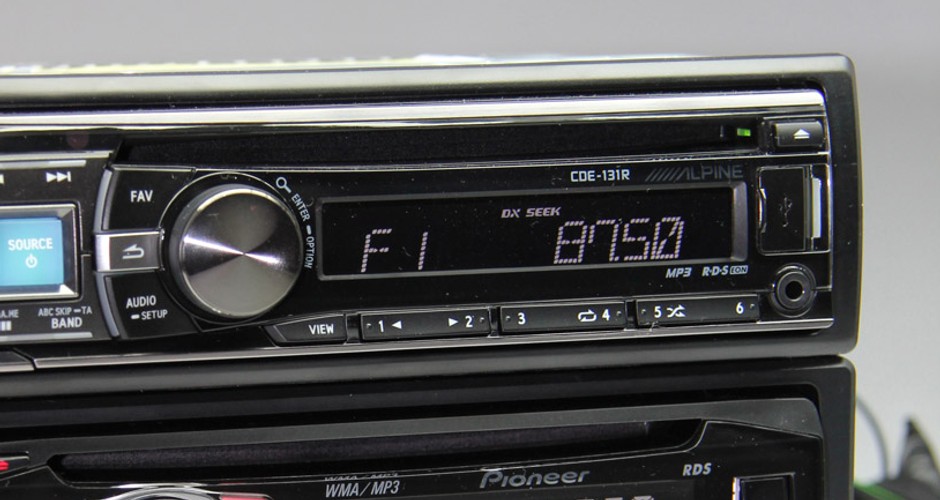 CDE-131R ALPINE
FAV
ENTER
OPTION
DX SEEK
SOURCE
F1 87.50
MP3 R·D·S EON
AUDIO
SETUP
ABC SKIP TA
BAND
VIEW 1 2 3 4 5 6
WMA/MP3 Pioneer RDS